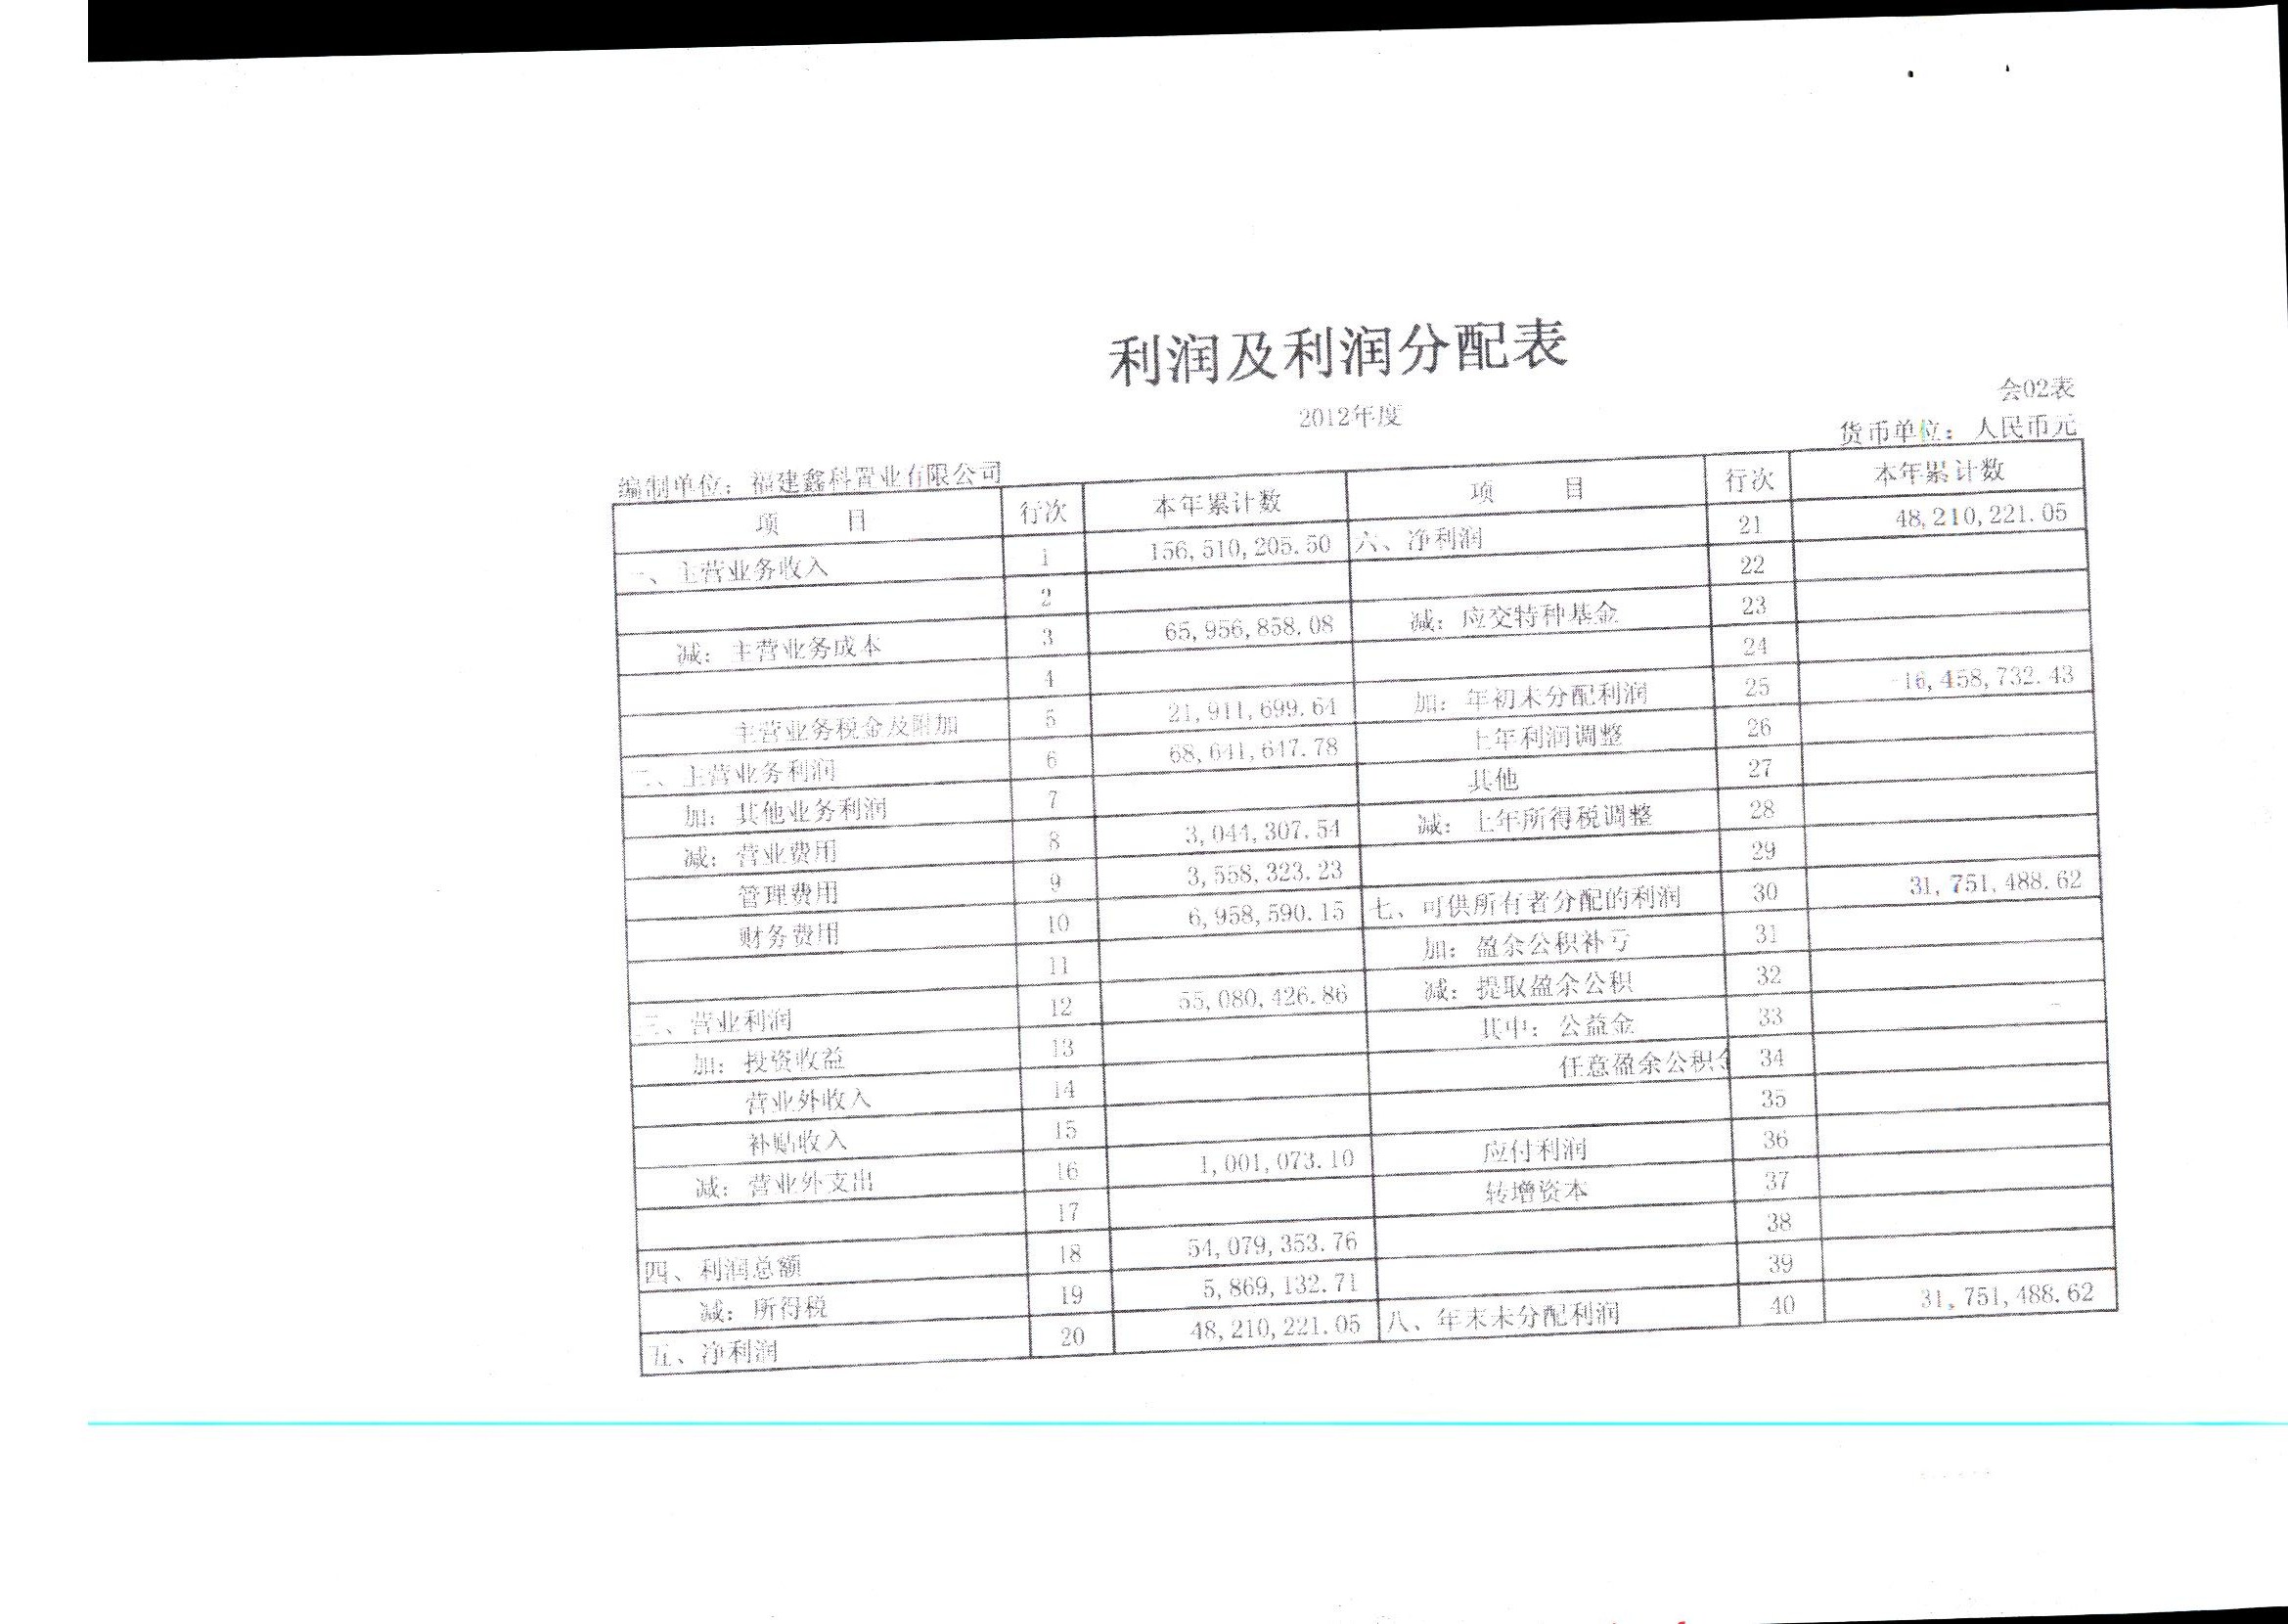 利润及利润分配表
会02表
2012年度
货币单位：人民币元
编制单位：福建鑫科置业有限公司
项 目 行次 本年累计数 项 目 行次 本年累计数
一、主营业务收入 1 156,510,205.50 六、净利润 21 48,210,221.05
2 22
减：主营业务成本 3 65,956,858.08 减：应交特种基金 23
4 24
主营业务税金及附加 5 21,911,699.64 加：年初未分配利润 25 -16,458,732.43
二、主营业务利润 6 68,641,647.78 上年利润调整 26
加：其他业务利润 7 其他 27
减：营业费用 8 3,044,307.54 减：上年所得税调整 28
管理费用 9 3,558,323.23 29
财务费用 10 6,958,590.15 七、可供所有者分配的利润 30 31,751,488.62
11 加：盈余公积补亏 31
三、营业利润 12 55,080,426.86 减：提取盈余公积 32
加：投资收益 13 其中：公益金 33
营业外收入 14 任意盈余公积 34
补贴收入 15 35
减：营业外支出 16 1,001,073.10 应付利润 36
17 转增资本 37
四、利润总额 18 54,079,353.76 38
减：所得税 19 5,869,132.71 39
五、净利润 20 48,210,221.05 八、年末未分配利润 40 31,751,488.62